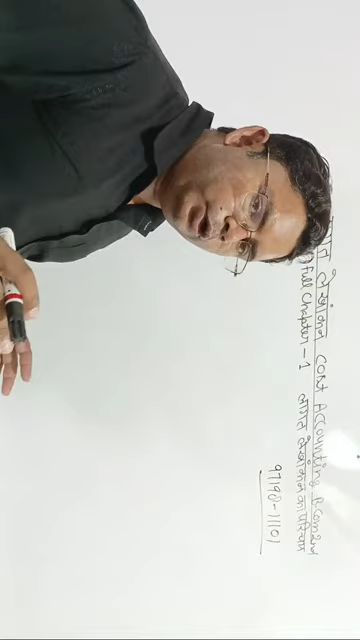 लेखांकन COST Accounting B.com 2nd
Full Chapter-1 लागत लेखांकन का परिचय
97190-11101